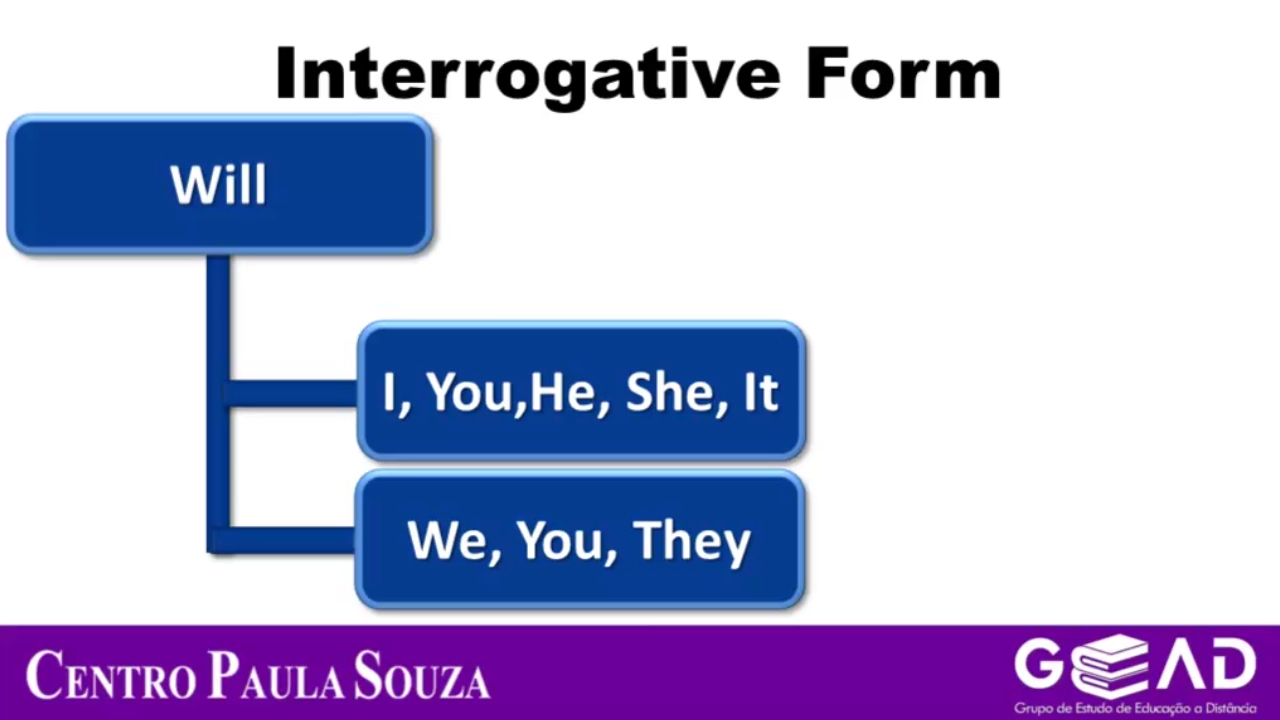 Interrogative Form
Will
I, You,He, She, It
We, You, They
CENTRO PAULA SOUZA
GEAD
Grupo de Estudo de Educação a Distância